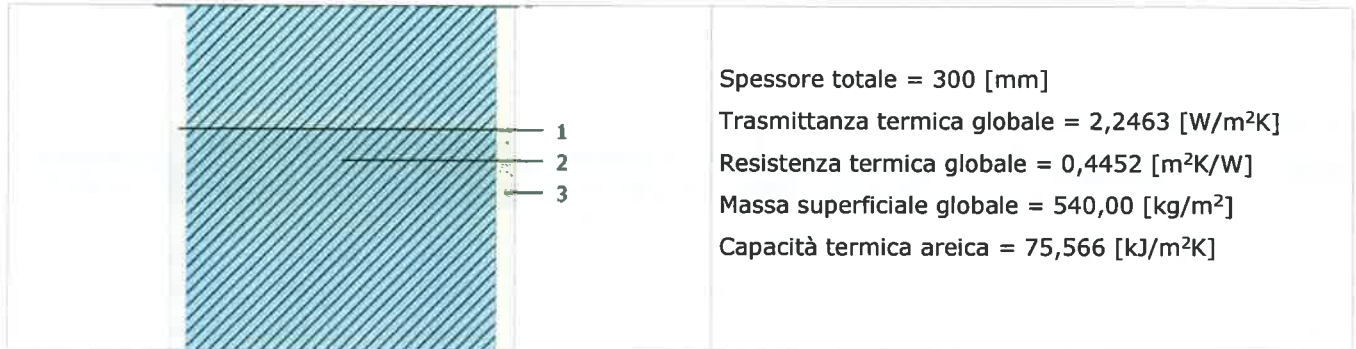 1
2
3
Spessore totale = 300 [mm]
Trasmittanza termica globale = 2,2463 [W/m²K]
Resistenza termica globale = 0,4452 [m²K/W]
Massa superficiale globale = 540,00 [kg/m²]
Capacità termica areica = 75,566 [kJ/m²K]